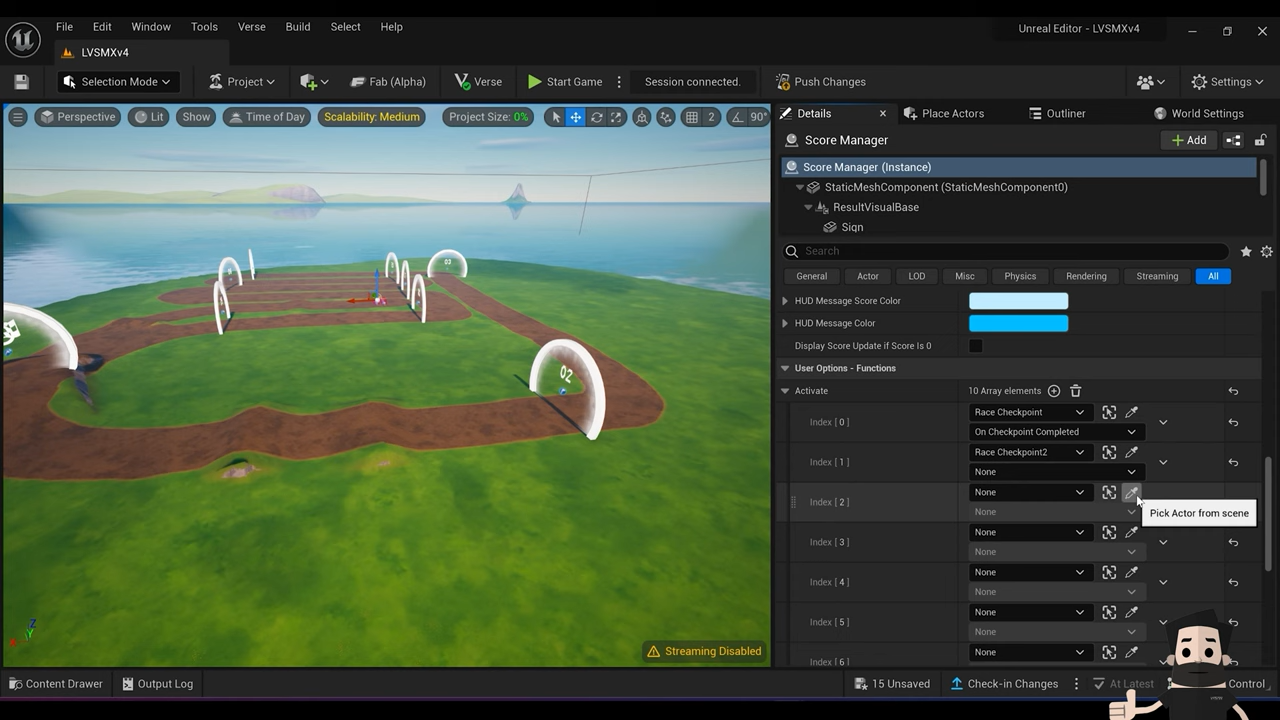 File Edit Window Tools Verse Build Select Help
Unreal Editor - LVSMXv4
LVSMXv4
Selection Mode
Project
Fab (Alpha)
Verse
Start Game
Session connected.
Push Changes
Settings
Perspective
Lit
Show
Time of Day
Scalability: Medium
Project Size: 0%
2
90°
Details
Place Actors
Outliner
World Settings
Score Manager
Add
Score Manager (Instance)
StaticMeshComponent (StaticMeshComponent0)
ResultVisualBase
Sign
Search
General Actor LOD Misc Physics Rendering Streaming All
HUD Message Score Color
HUD Message Color
Display Score Update if Score Is 0
User Options - Functions
Activate
10 Array elements
Index [ 0 ]
Race Checkpoint
On Checkpoint Completed
Index [ 1 ]
Race Checkpoint2
None
Index [ 2 ]
None
None
Pick Actor from scene
Index [ 3 ]
None
None
Index [ 4 ]
None
None
Index [ 5 ]
None
None
Index [ 6 ]
None
02
02
Z
Y
Streaming Disabled
Content Drawer
Output Log
15 Unsaved
Check-in Changes
At Latest
Control